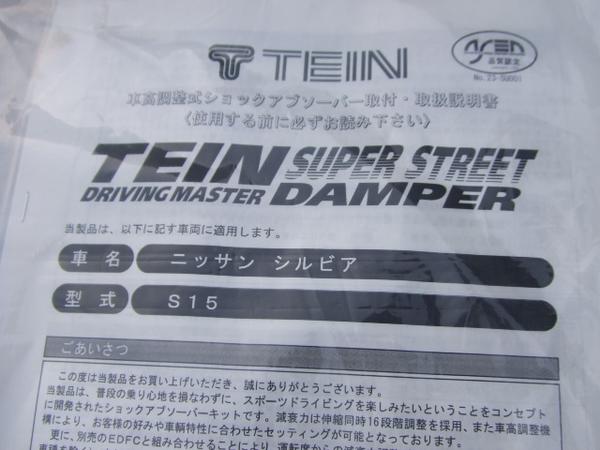 TEIN
ASEA
品質認定
No.25-SU001
車高調整式ショックアブソーバー取付・取扱説明書
〈使用する前に必ずお読み下さい〉
TEIN SUPER STREET
DRIVING MASTER DAMPER
当製品は、以下に記す車両に適用します。
車名 ニッサン シルビア
型式 S15
ごあいさつ
この度は当製品をお買い上げいただき、誠にありがとうございます。
当製品は、普段の乗り心地を損なわずに、スポーツドライビングを楽しみたいということをコンセプト
に開発されたショックアブソーバーキットです。減衰力は伸縮同時16段階調整を採用、また車高調整機
構により、お客様の好みや車輌特性に合わせたセッティングが可能となっております。
更に、別売のEDFCと組み合わせることにより、運転席からの減衰力調